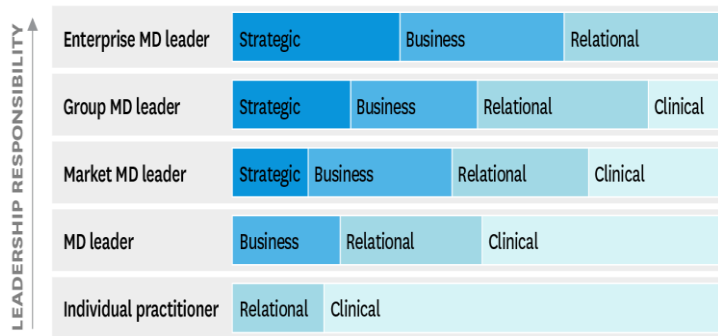 LEADERSHIP RESPONSIBILITY
Enterprise MD leader Strategic Business Relational
Group MD leader Strategic Business Relational Clinical
Market MD leader Strategic Business Relational Clinical
MD leader Business Relational Clinical
Individual practitioner Relational Clinical